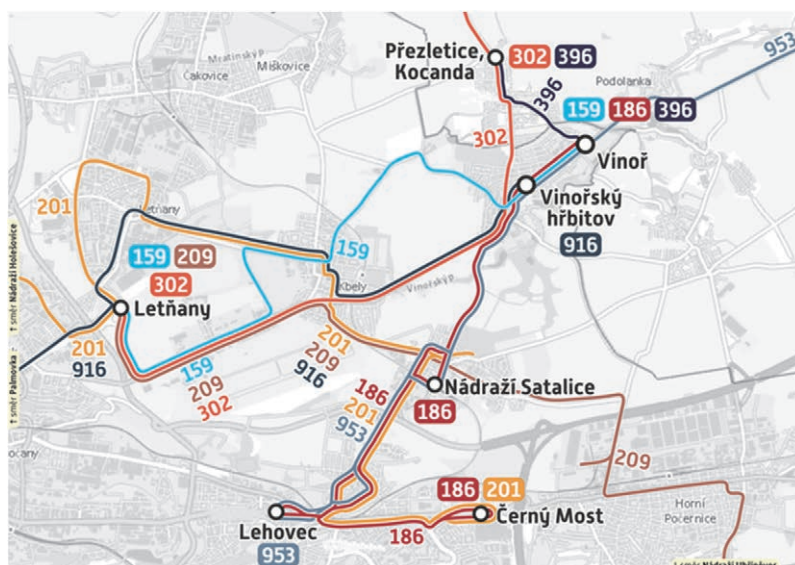 Přezletice,
Kocanda
302 396
953
Mratínský p.
Miškovice
Čakovice
Podolanka
396
159 186 396
302
Vinoř
Vinořský
hřbitov
916
201
Letňany
159 209
302
159
Kbely
Vinořský p.
Letňany
↑ směr Nádraží Holešovice
↑ směr Palmovka
201
916
159
209
302
201
209
916
186
201
953
Nádraží Satalice
186
209
186 201
Černý Most
Lehovec
953
186
Horní
Počernice